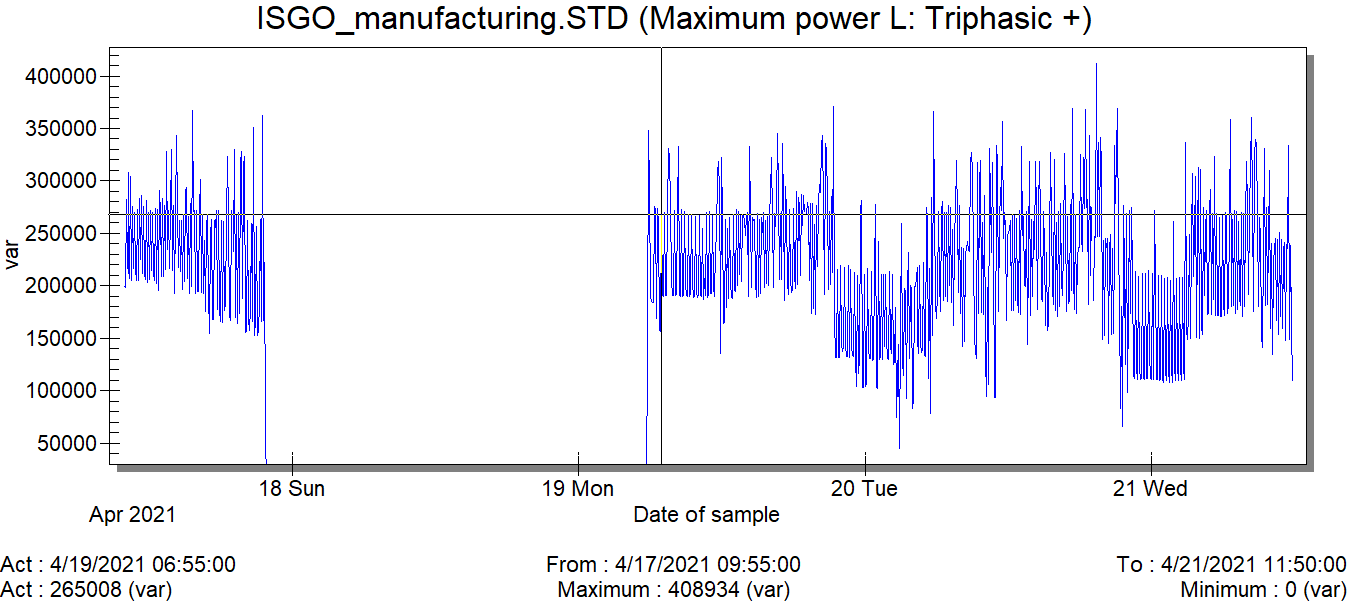 ISGO_manufacturing.STD (Maximum power L: Triphasic +)
400000
350000
300000
250000
200000
150000
100000
50000
var
18 Sun 19 Mon 20 Tue 21 Wed
Apr 2021 Date of sample
Act : 4/19/2021 06:55:00 From : 4/17/2021 09:55:00 To : 4/21/2021 11:50:00
Act : 265008 (var) Maximum : 408934 (var) Minimum : 0 (var)